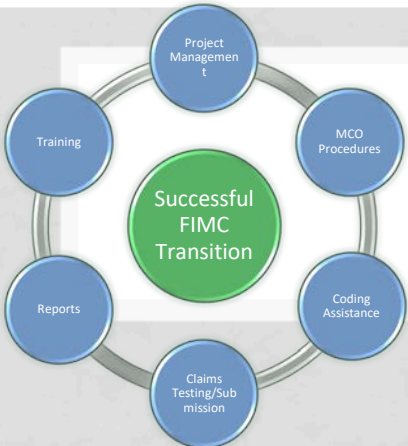 Project
Managemen
t
MCO
Procedures
Coding
Assistance
Claims
Testing/Sub
mission
Reports
Training
Successful
FIMC
Transition